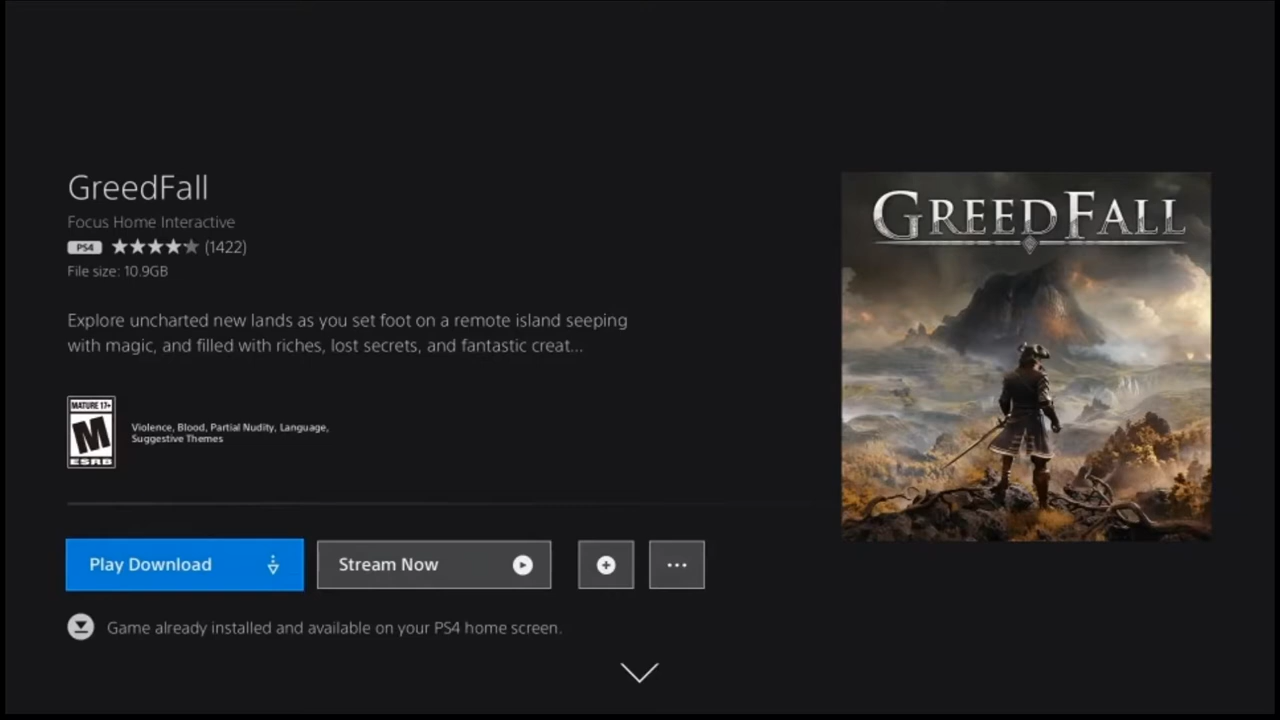 GreedFall
Focus Home Interactive
PS4 (1422)
File size: 10.9GB
Explore uncharted new lands as you set foot on a remote island seeping
with magic, and filled with riches, lost secrets, and fantastic creat...
MATURE 17+
M
ESRB
Violence, Blood, Partial Nudity, Language,
Suggestive Themes
Play Download
Stream Now
Game already installed and available on your PS4 home screen.
GREEDFALL